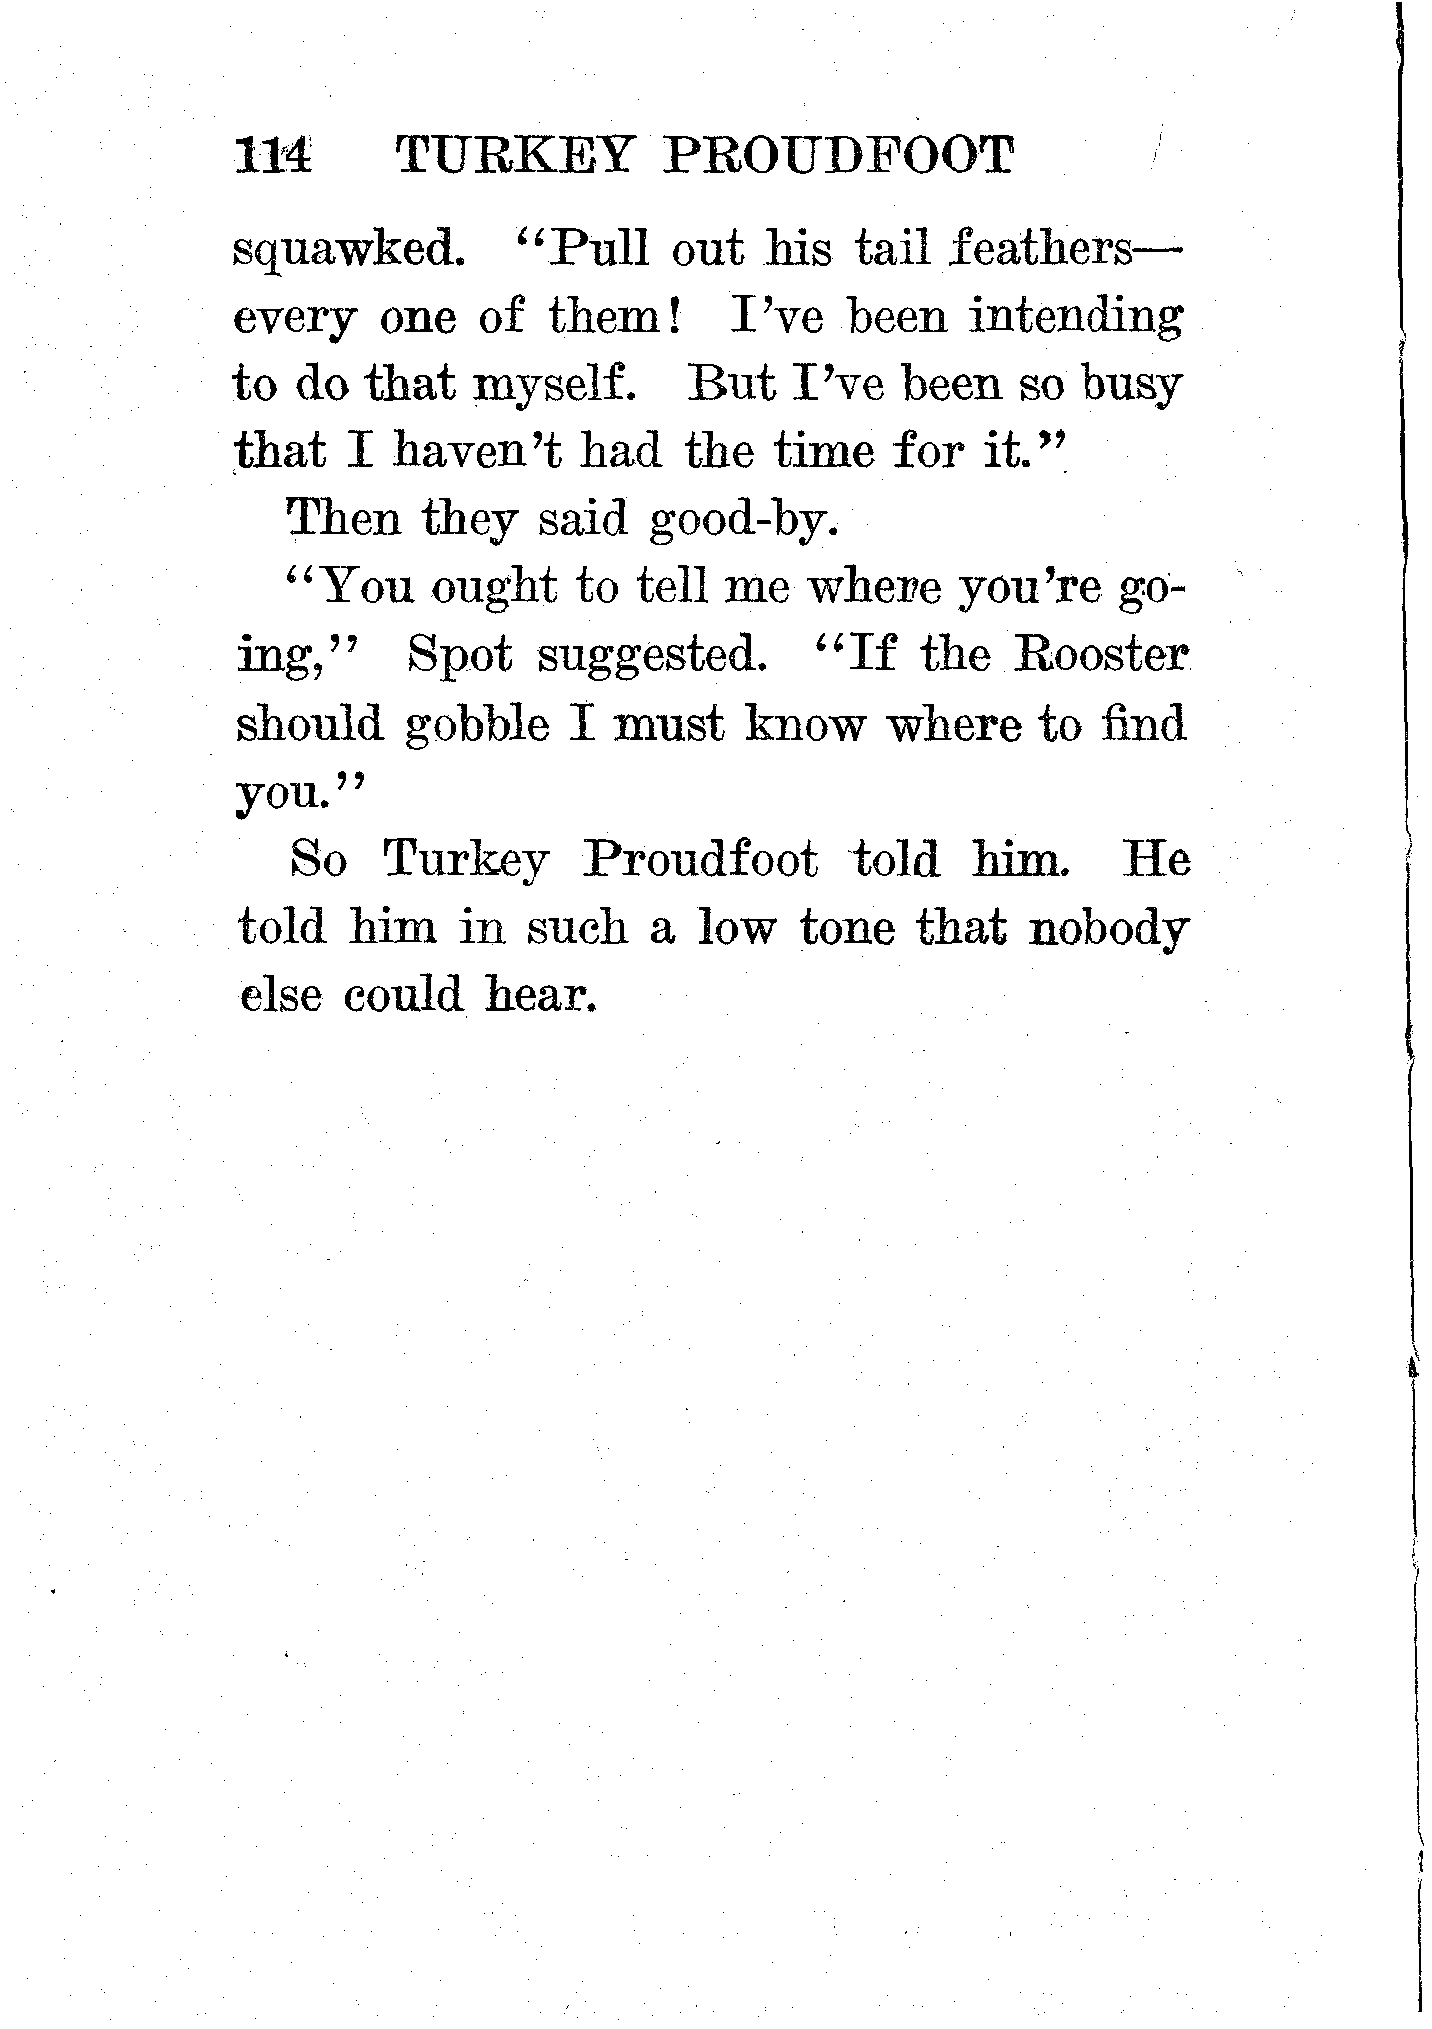 114 TURKEY PROUDFOOT
squawked. "Pull out his tail feathers—
every one of them! I've been intending
to do that myself. But I've been so busy
that I haven't had the time for it."
Then they said good-by.
"You ought to tell me where you're go-
ing," Spot suggested. "If the Rooster
should gobble I must know where to find
you."
So Turkey Proudfoot told him. He
told him in such a low tone that nobody
else could hear.